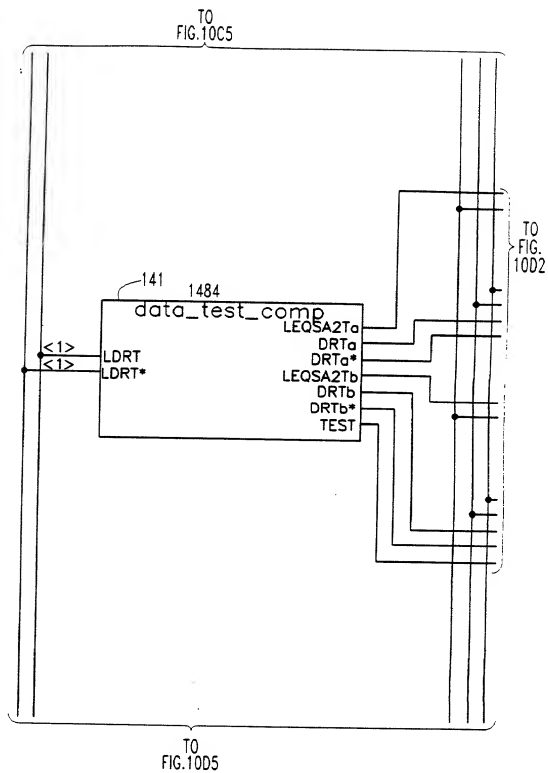 TO
FIG.10C5
TO
FIG.
10D2
141
1484
data_test_comp
LEQSA2Ta
DRTa
<1>
LDRT
DRTa*
<1>
LDRT*
LEQSA2Tb
DRTb
DRTb*
TEST
TO
FIG.10D5